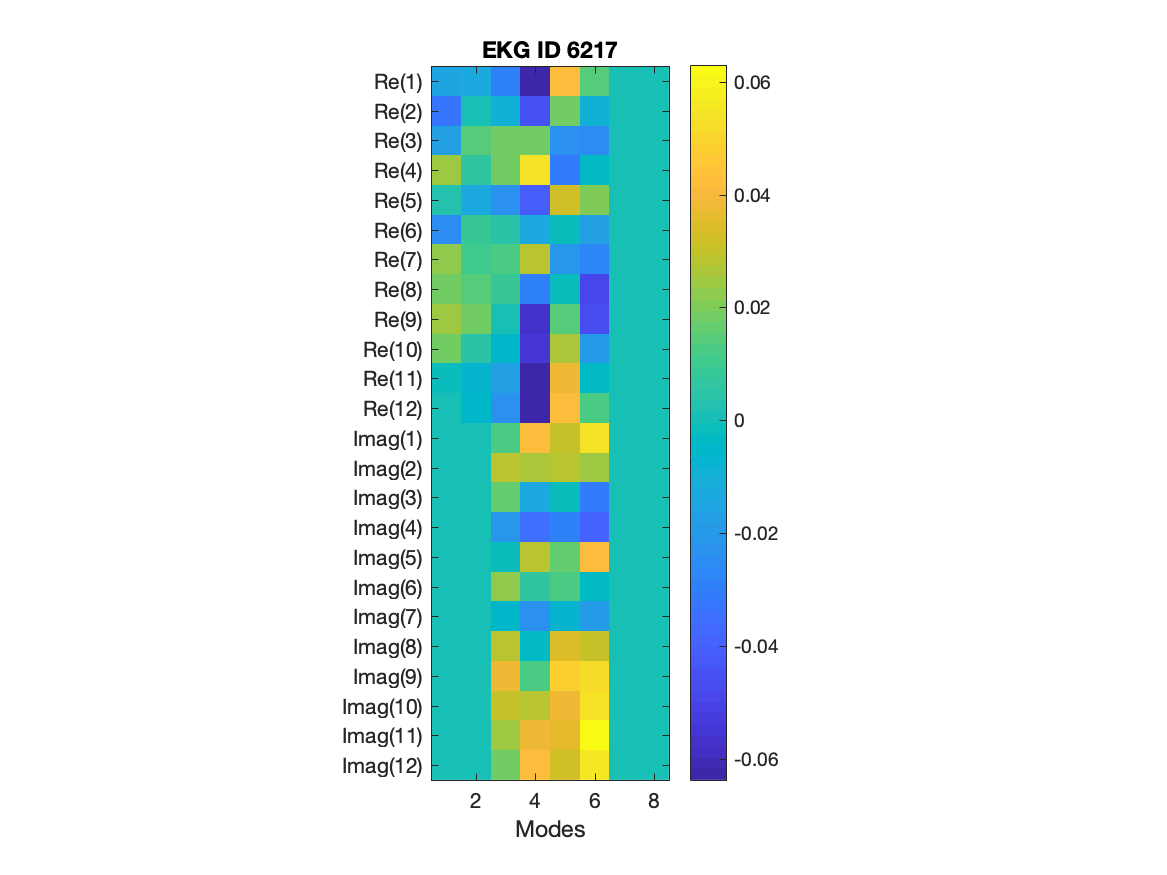 EKG ID 6217
Re(1)
Re(2)
Re(3)
Re(4)
Re(5)
Re(6)
Re(7)
Re(8)
Re(9)
Re(10)
Re(11)
Re(12)
Imag(1)
Imag(2)
Imag(3)
Imag(4)
Imag(5)
Imag(6)
Imag(7)
Imag(8)
Imag(9)
Imag(10)
Imag(11)
Imag(12)
2 4 6 8
Modes
0.06
0.04
0.02
0
-0.02
-0.04
-0.06